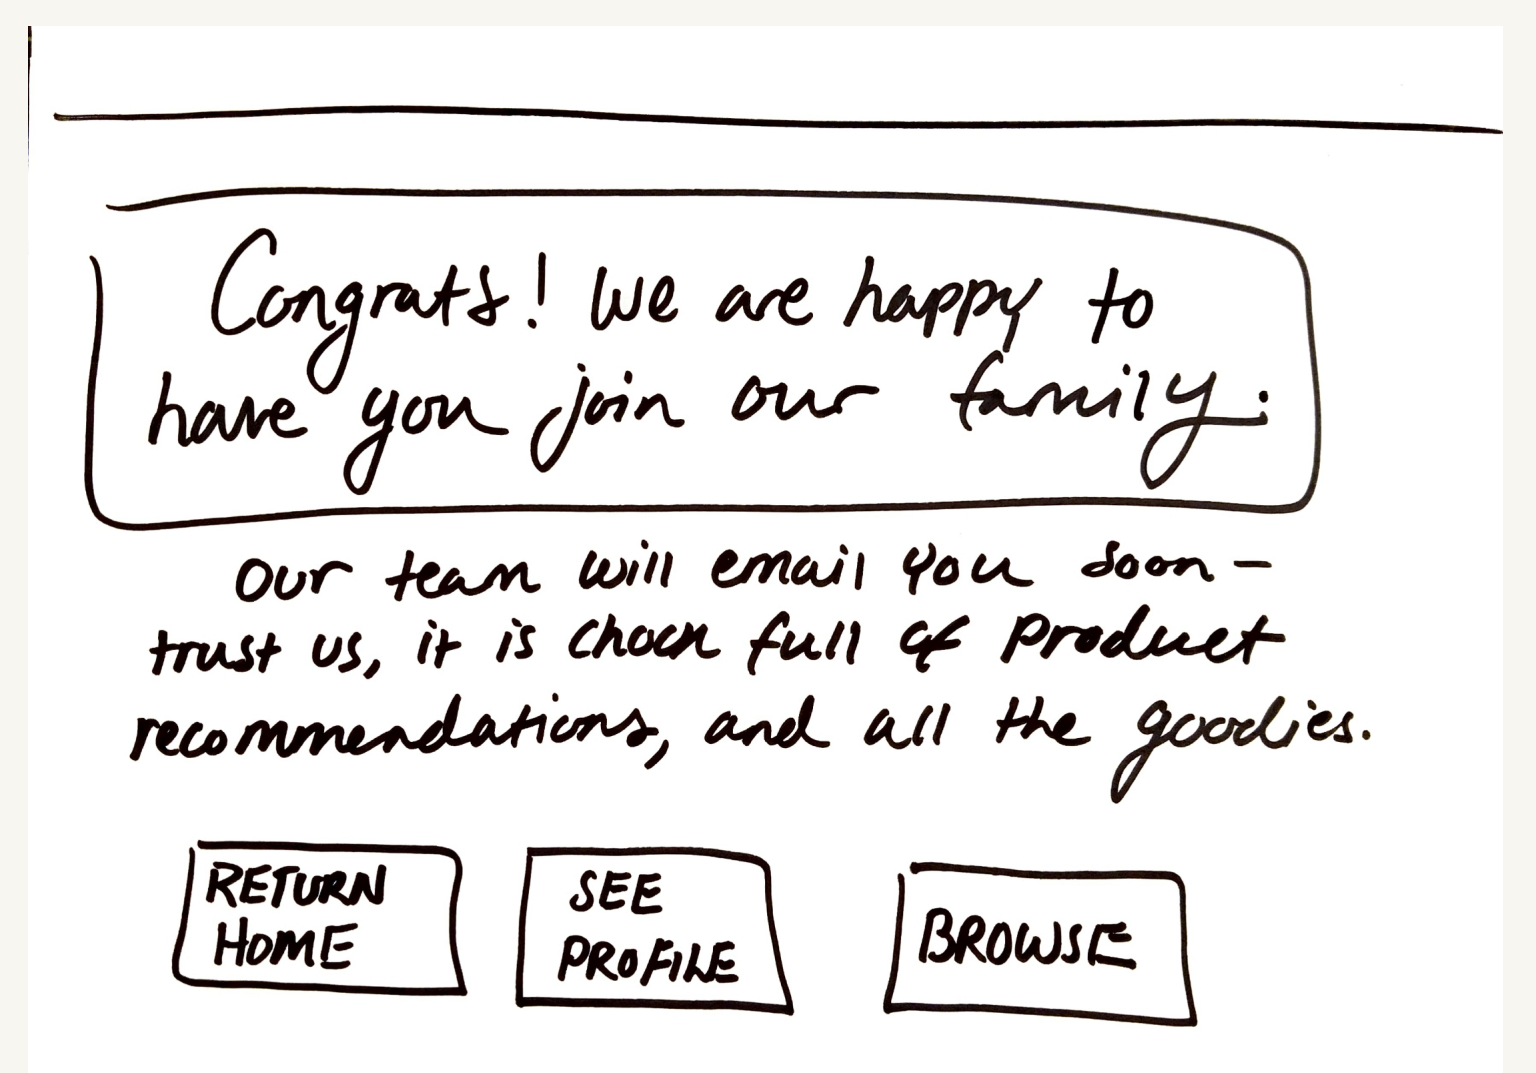 Congrats! We are happy to
have you join our family.
Our team will email you soon -
trust us, it is chock full of product
recommendations, and all the goodies.
RETURN
HOME
SEE
PROFILE
BROWSE